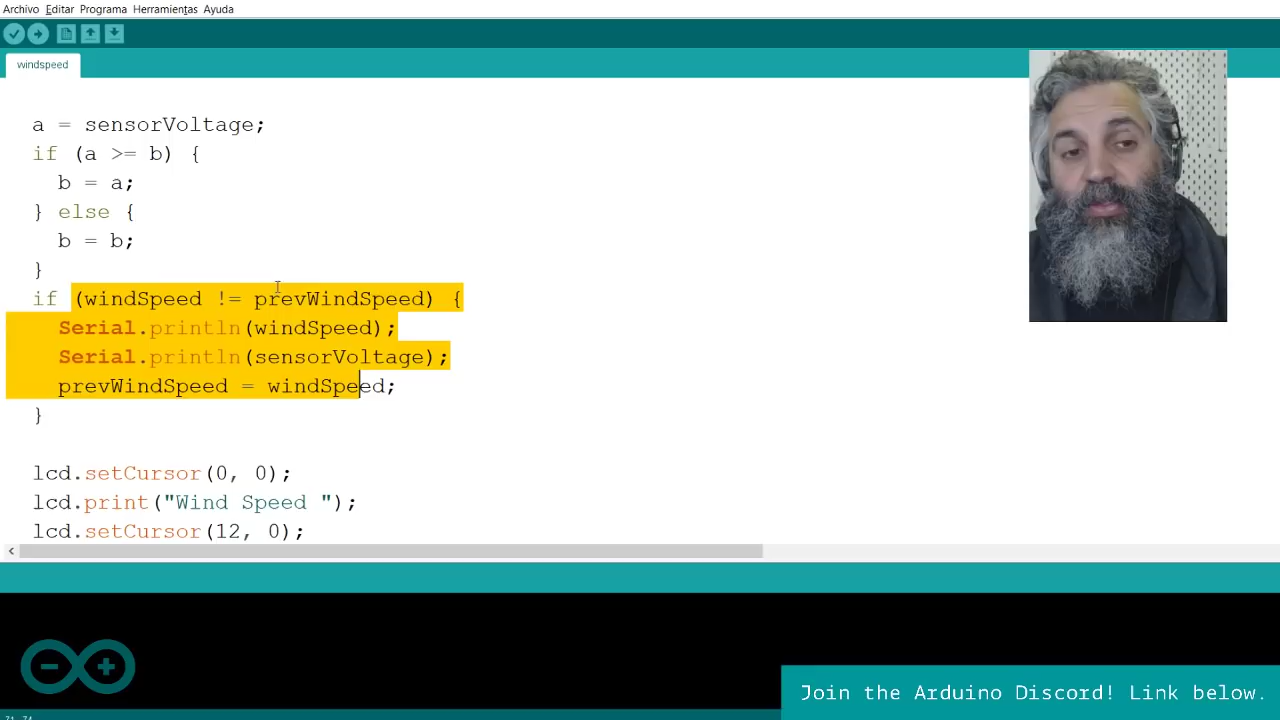 Archivo Editar Programa Herramientas Ayuda
windspeed
a = sensorVoltage;
if (a >= b) {
b = a;
} else {
b = b;
}
if (windSpeed != prevWindSpeed) {
Serial.println(windSpeed);
Serial.println(sensorVoltage);
prevWindSpeed = windSpeed;
}
lcd.setCursor(0, 0);
lcd.print("Wind Speed ");
lcd.setCursor(12, 0);
Join the Arduino Discord! Link below.